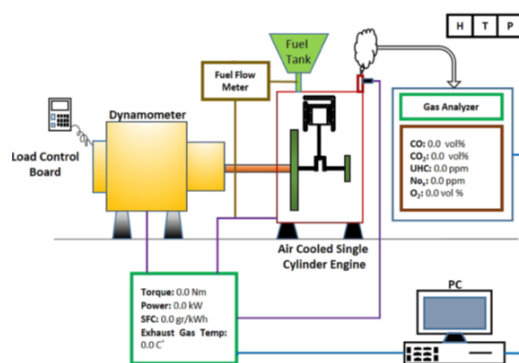 H T P
Fuel
Tank
Fuel Flow
Meter
Gas Analyzer
Dynamometer
CO: 0.0 vol%
CO₂: 0.0 vol%
UHC: 0.0 ppm
Noₓ: 0.0 ppm
O₂: 0.0 vol %
Load Control
Board
Air Cooled Single
Cylinder Engine
Torque: 0.0 Nm
Power: 0.0 kW
SFC: 0.0 gr/kWh
Exhaust Gas Temp:
0.0 C°
PC